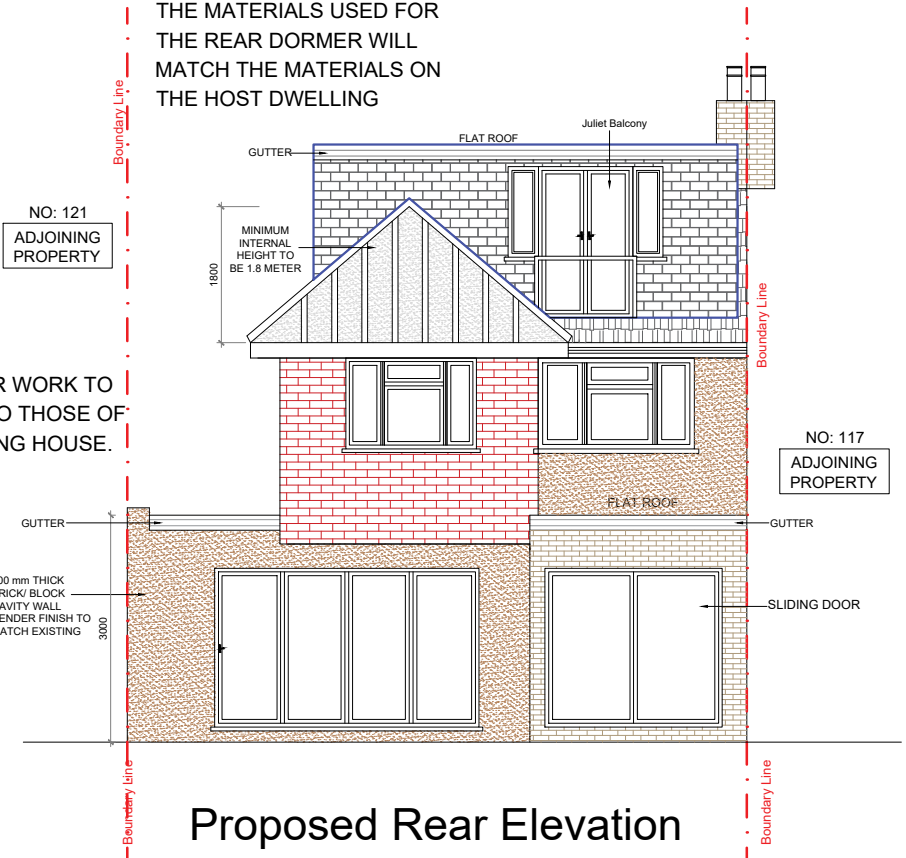 THE MATERIALS USED FOR
THE REAR DORMER WILL
MATCH THE MATERIALS ON
THE HOST DWELLING
Boundary Line
Juliet Balcony
FLAT ROOF
GUTTER
NO: 121
ADJOINING
PROPERTY
MINIMUM
INTERNAL
HEIGHT TO
BE 1.8 METER
1800
Boundary Line
R WORK TO
O THOSE OF
NG HOUSE.
NO: 117
ADJOINING
PROPERTY
FLAT ROOF
GUTTER
GUTTER
00 mm THICK
RICK/ BLOCK
AVITY WALL
ENDER FINISH TO
ATCH EXISTING
3000
SLIDING DOOR
Boundary Line
Boundary Line
Proposed Rear Elevation